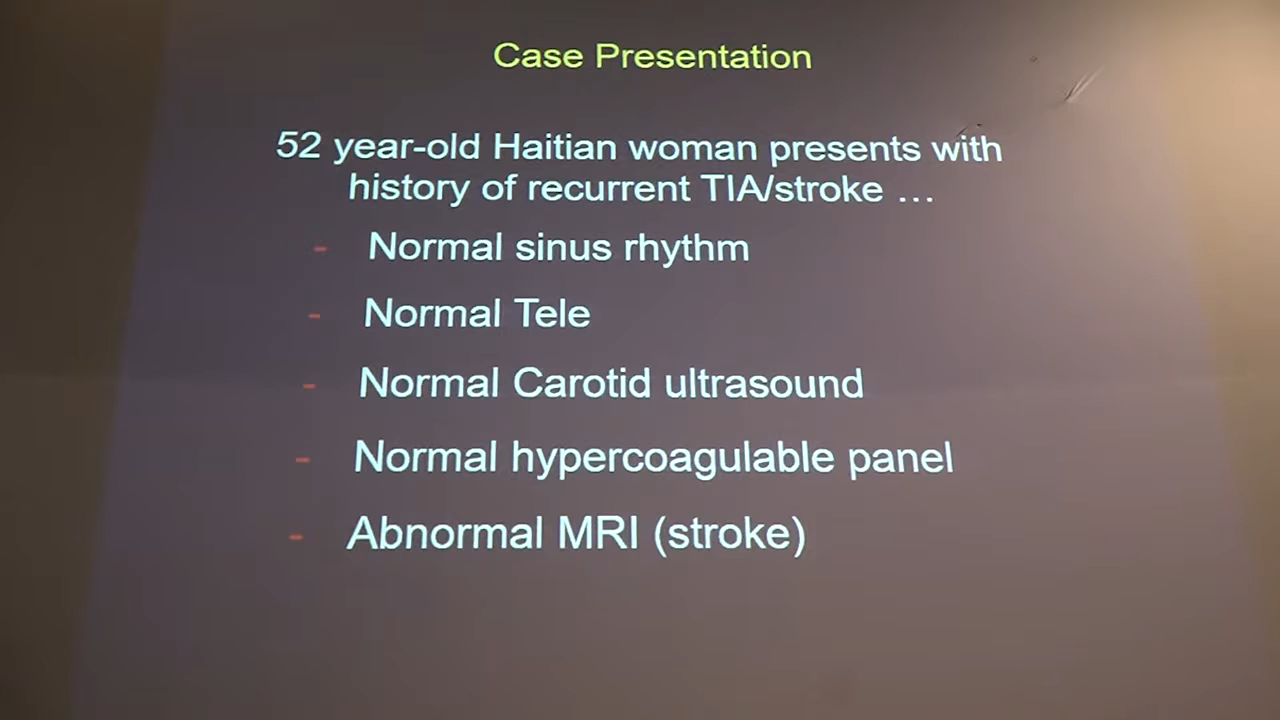 Case Presentation
52 year-old Haitian woman presents with
history of recurrent TIA/stroke …
- Normal sinus rhythm
- Normal Tele
- Normal Carotid ultrasound
- Normal hypercoagulable panel
- Abnormal MRI (stroke)